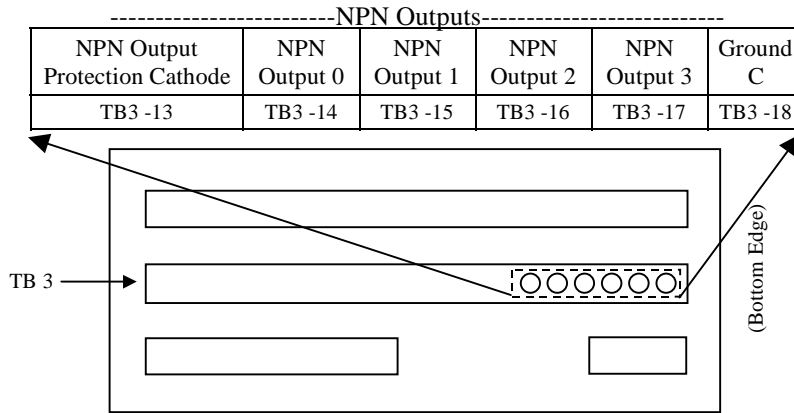 -----------------------NPN Outputs-------------------------
NPN Output Protection Cathode NPN Output 0 NPN Output 1 NPN Output 2 NPN Output 3 Ground C
TB3 -13 TB3 -14 TB3 -15 TB3 -16 TB3 -17 TB3 -18
TB 3
(Bottom Edge)